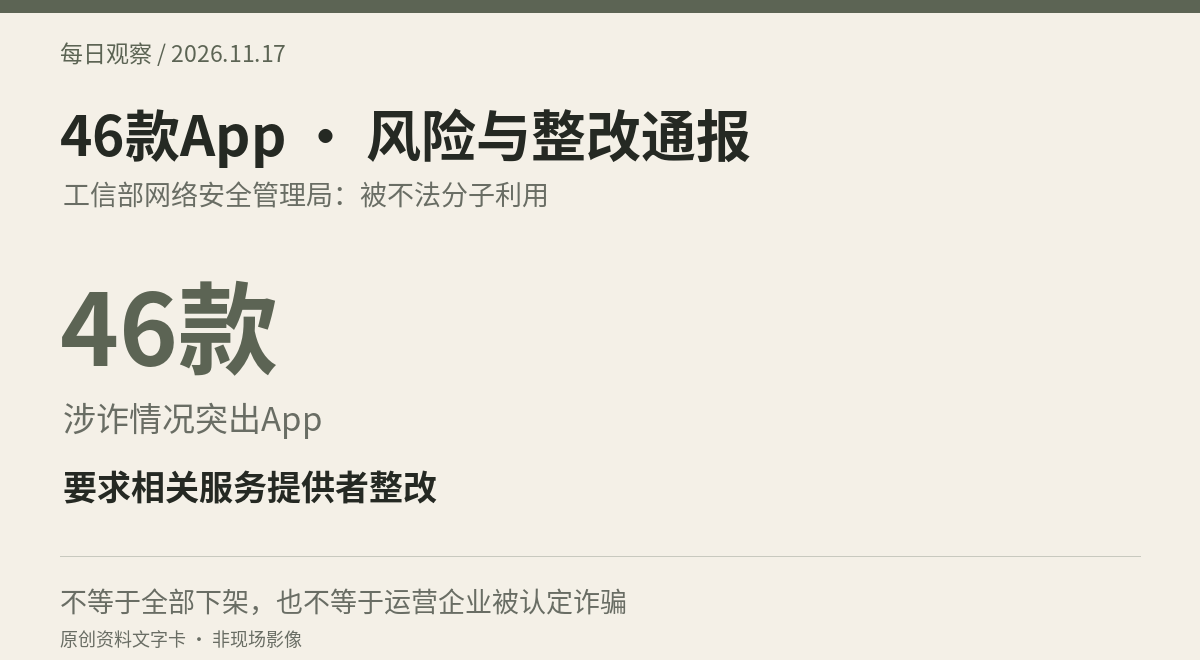 每日观察 / 2026.11.17
46款App · 风险与整改通报
工信部网络安全管理局：被不法分子利用
46款
涉诈情况突出App
要求相关服务提供者整改
不等于全部下架，也不等于运营企业被认定诈骗
原创资料文字卡 · 非现场影像